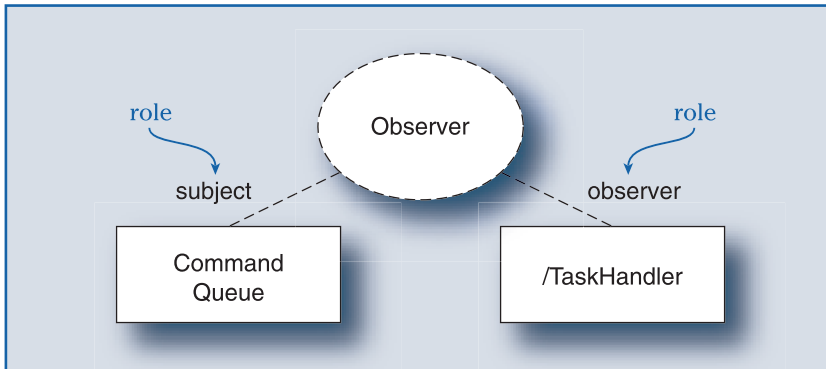 Observer
role
role
subject
observer
Command
Queue
/TaskHandler